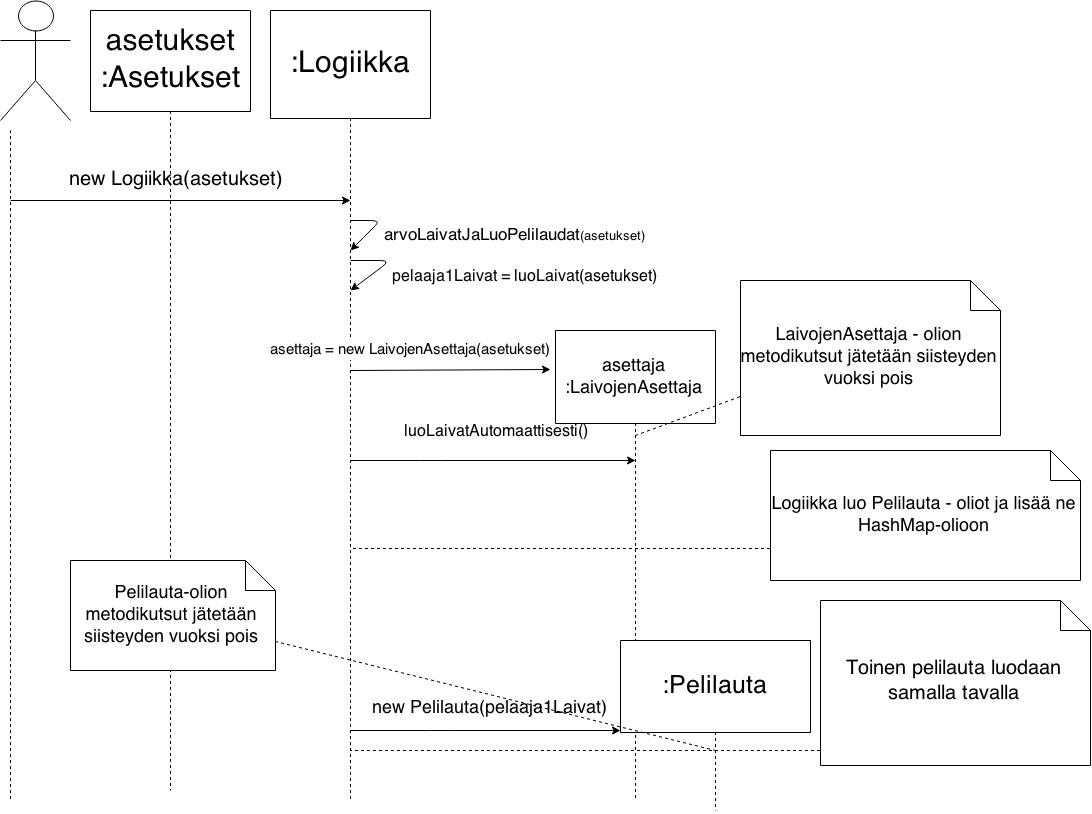 asetukset
:Asetukset
:Logiikka
new Logiikka(asetukset)
arvoLaivatJaLuoPelilaudat(asetukset)
pelaaja1Laivat = luoLaivat(asetukset)
LaivojenAsettaja - olion
metodikutsut jätetään siisteyden
vuoksi pois
asettaja = new LaivojenAsettaja(asetukset)
asettaja
:LaivojenAsettaja
luoLaivatAutomaattisesti()
Logiikka luo Pelilauta - oliot ja lisää ne
HashMap-olioon
Pelilauta-olion
metodikutsut jätetään
siisteyden vuoksi pois
:Pelilauta
Toinen pelilauta luodaan
samalla tavalla
new Pelilauta(pelaaja1Laivat)